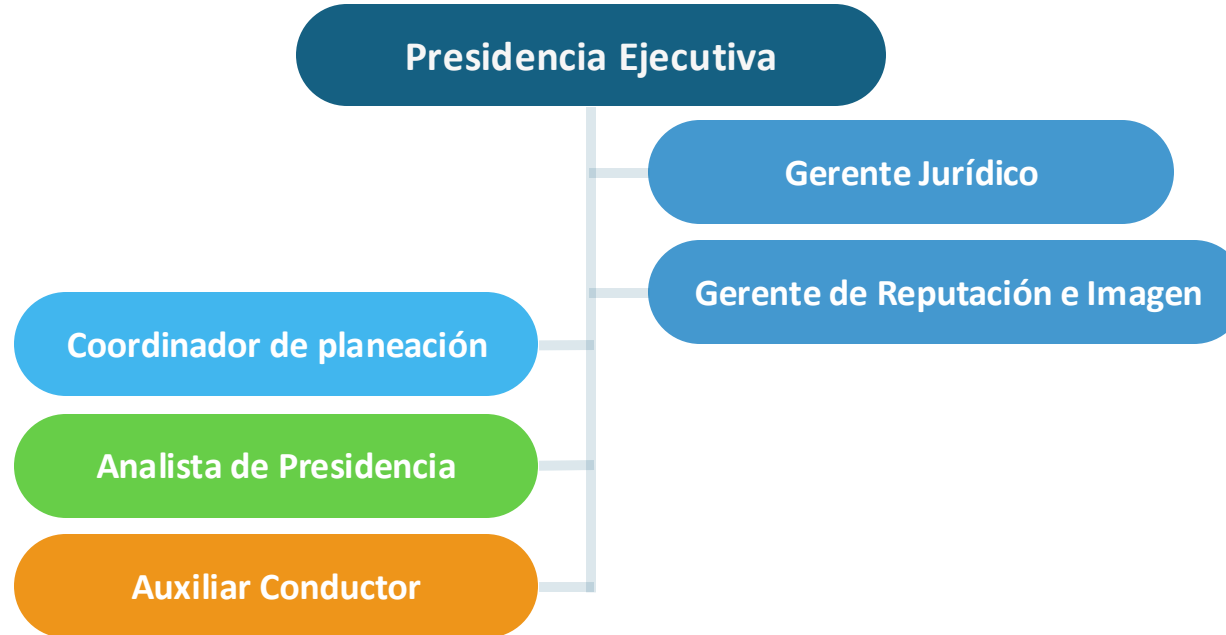 Presidencia Ejecutiva
Gerente Jurídico
Gerente de Reputación e Imagen
Coordinador de planeación
Analista de Presidencia
Auxiliar Conductor